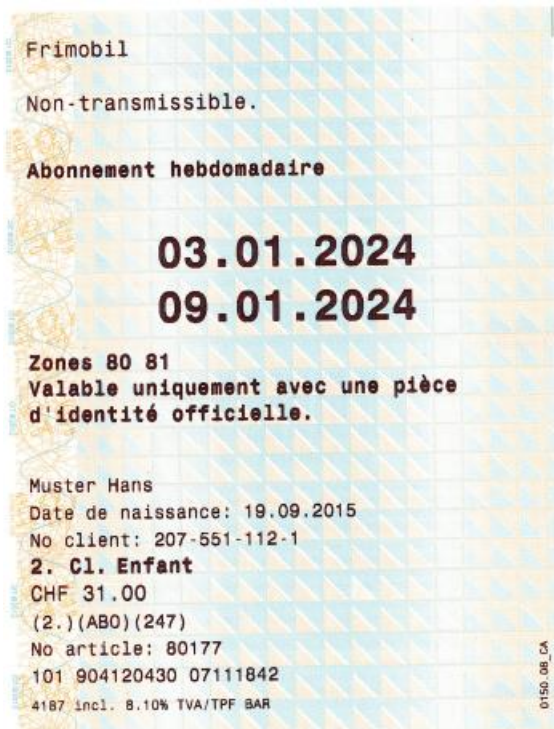 Frimobil
Non-transmissible.
Abonnement hebdomadaire
03.01.2024
09.01.2024
Zones 80 81
Valable uniquement avec une pièce
d'identité officielle.
Muster Hans
Date de naissance: 19.09.2015
No client: 207-551-112-1
2. Cl. Enfant
CHF 31.00
(2.)(ABO)(247)
No article: 80177
101 904120430 07111842
4187 incl. 8.10% TVA/TPF BAR
0150.GB_CA